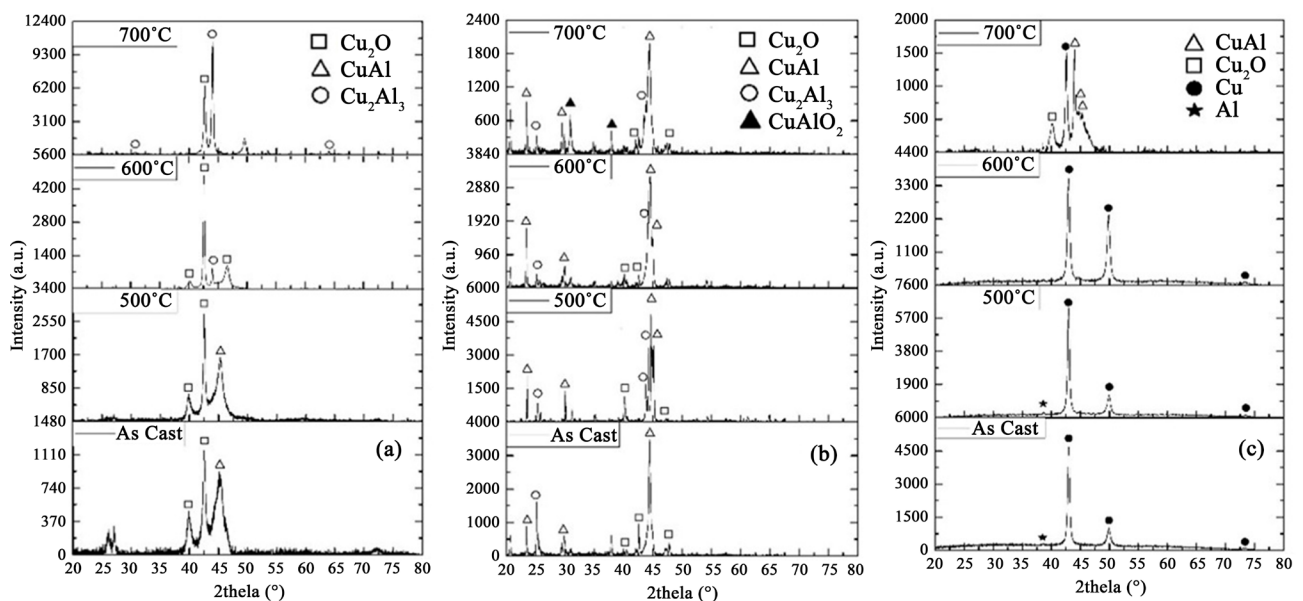 12400
9300
6200
3100
5600
4200
2800
1400
3400
2550
1700
850
1480
1110
740
370
0
700°C
600°C
500°C
As Cast
Cu₂O
CuAl
Cu₂Al₃
(a)
Intensity (a.u.)
20 25 30 35 40 45 50 55 60 65 70 75 80
2thela (°)
2400
1800
1200
600
3840
2880
1920
960
6000
4500
3000
1500
4000
3000
2000
1000
0
700°C
600°C
500°C
As Cast
Cu₂O
CuAl
Cu₂Al₃
CuAlO₂
(b)
Intensity (a.u.)
20 25 30 35 40 45 50 55 60 65 70 75 80
2thela (°)
2000
1500
1000
500
4400
3300
2200
1100
7600
5700
3800
1900
6000
4500
3000
1500
0
700°C
600°C
500°C
As Cast
CuAl
Cu₂O
Cu
Al
(c)
Intensity (a.u.)
20 25 30 35 40 45 50 55 60 65 70 75 80
2thela (°)